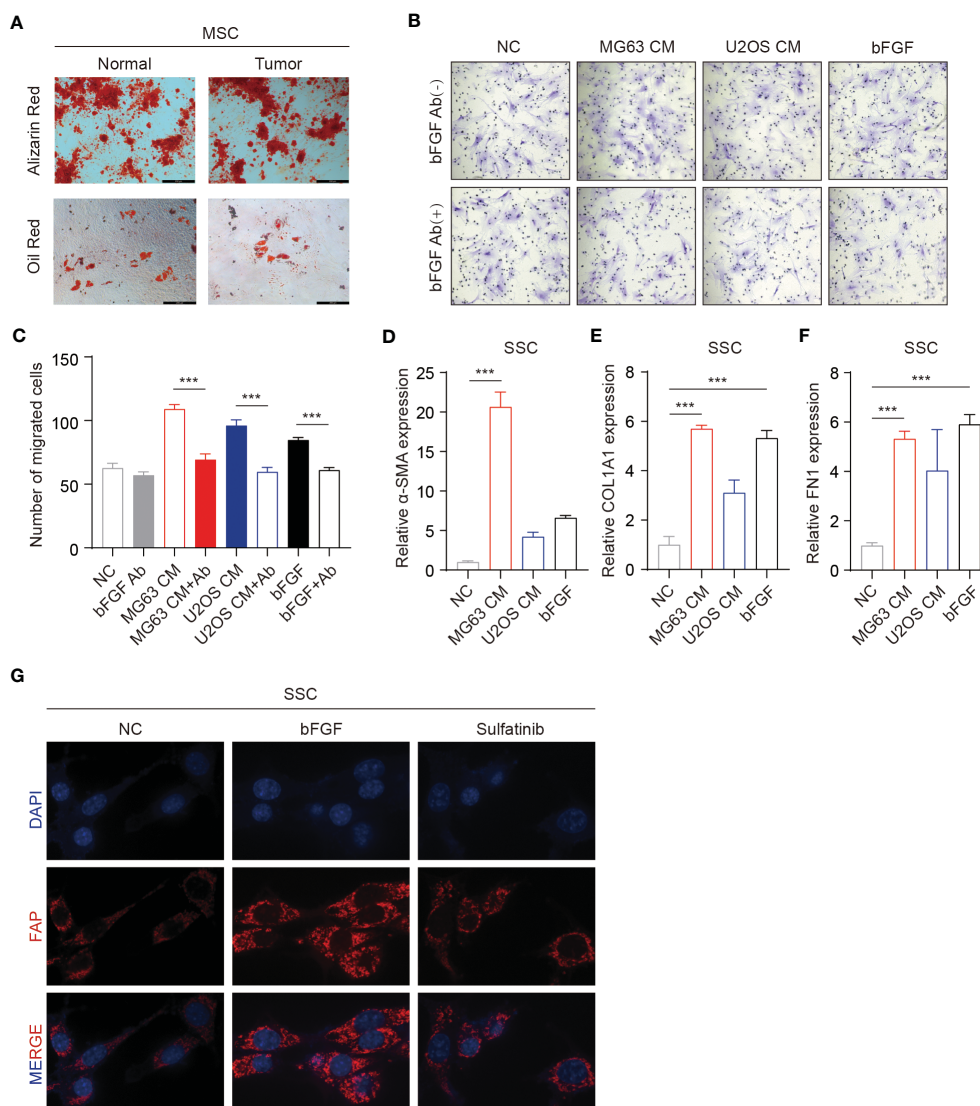 A
MSC
Normal Tumor
Alizarin Red
Oil Red
B
NC MG63 CM U2OS CM bFGF
bFGF Ab(-)
bFGF Ab(+)
C
Number of migrated cells
150
100
50
0
***
***
***
NC
bFGF Ab
MG63 CM
MG63 CM+Ab
U2OS CM
U2OS CM+Ab
bFGF
bFGF+Ab
D
SSC
Relative α-SMA expression
25
20
15
10
5
0
***
NC
MG63 CM
U2OS CM
bFGF
E
SSC
Relative COL1A1 expression
8
6
4
2
0
***
***
NC
MG63 CM
U2OS CM
bFGF
F
SSC
Relative FN1 expression
8
6
4
2
0
***
***
NC
MG63 CM
U2OS CM
bFGF
G
SSC
NC bFGF Sulfatinib
DAPI
FAP
MERGE